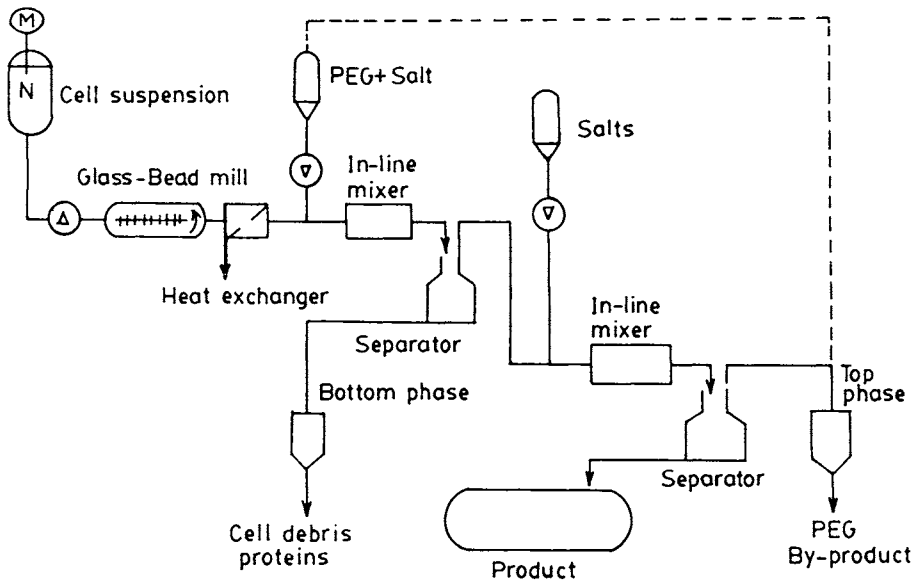 M
N
Cell suspension
PEG+ Salt
Salts
Glass-Bead mill
In-line
mixer
Heat exchanger
Separator
In-line
mixer
Bottom phase
Top
phase
Separator
Cell debris
proteins
Product
PEG
By-product